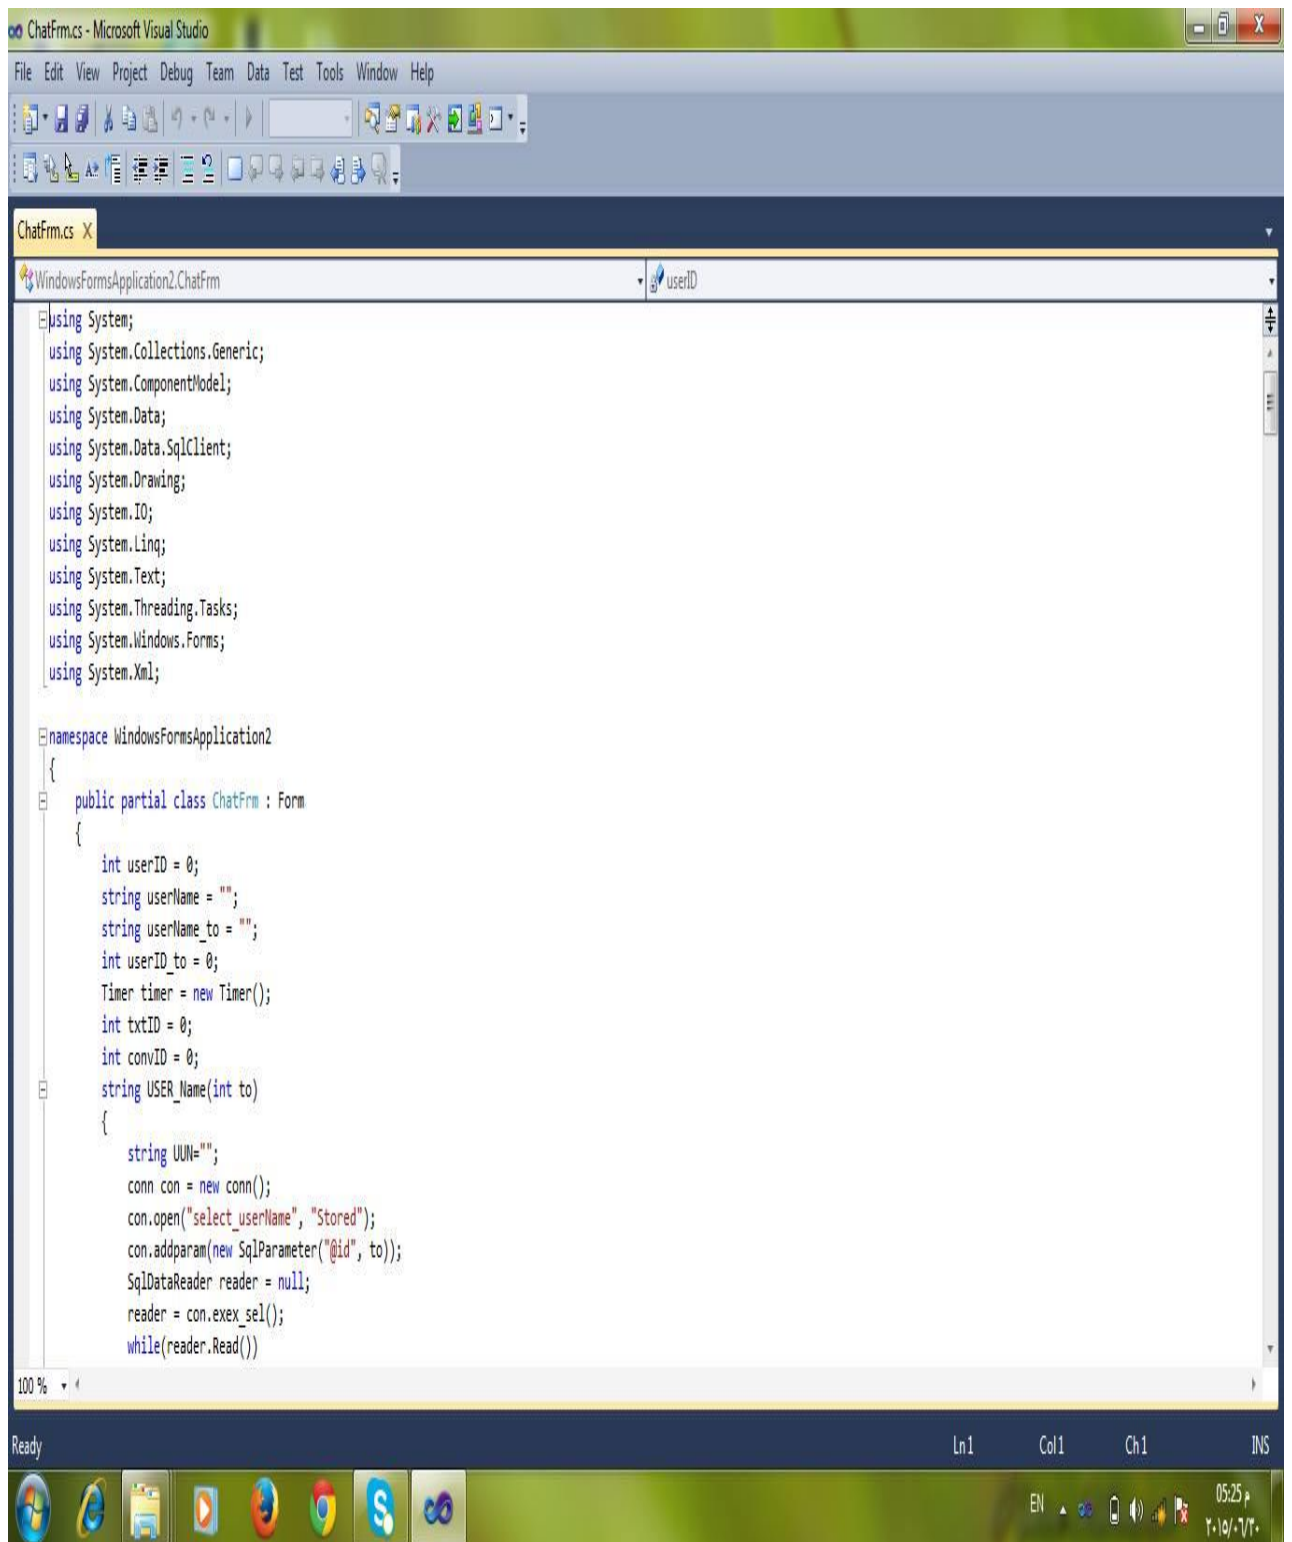 ChatFrm.cs - Microsoft Visual Studio
File Edit View Project Debug Team Data Test Tools Window Help
ChatFrm.cs X
WindowsFormsApplication2.ChatFrm userID
using System;
using System.Collections.Generic;
using System.ComponentModel;
using System.Data;
using System.Data.SqlClient;
using System.Drawing;
using System.IO;
using System.Linq;
using System.Text;
using System.Threading.Tasks;
using System.Windows.Forms;
using System.Xml;
namespace WindowsFormsApplication2
{
public partial class ChatFrm : Form
{
int userID = 0;
string userName = "";
string userName_to = "";
int userID_to = 0;
Timer timer = new Timer();
int txtID = 0;
int convID = 0;
string USER_Name(int to)
{
string UUN="";
conn con = new conn();
con.open("select_userName", "Stored");
con.addparam(new SqlParameter("@id", to));
SqlDataReader reader = null;
reader = con.exex_sel();
while(reader.Read())
100 %
Ready Ln 1 Col 1 Ch 1 INS
EN 05:25 م
٢٠١٥/٠٦/٣٠